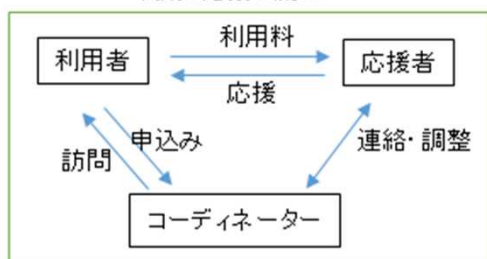 利用料
利用者
応援者
応援
申込み
訪問
連絡・調整
コーディネーター